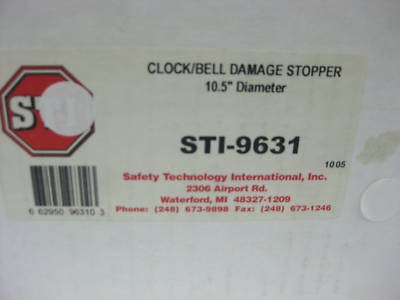 CLOCK/BELL DAMAGE STOPPER
10.5" Diameter
STI
STI-9631
1005
Safety Technology International, Inc.
2306 Airport Rd.
Waterford, MI 48327-1209
Phone: (248) 673-9898 Fax: (248) 673-1246
6 62950 96310 3